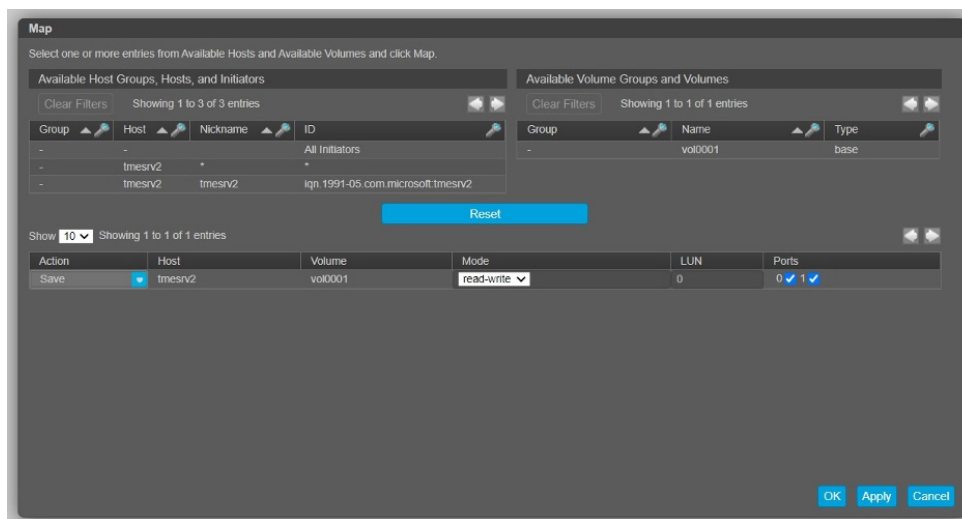 Map
Select one or more entries from Available Hosts and Available Volumes and click Map.
Available Host Groups, Hosts, and Initiators
Clear Filters Showing 1 to 3 of 3 entries
Group Host Nickname ID
- - All Initiators
- tmesrv2 * *
- tmesrv2 tmesrv2 iqn.1991-05.com.microsoft:tmesrv2
Available Volume Groups and Volumes
Clear Filters Showing 1 to 1 of 1 entries
Group Name Type
- vol0001 base
Reset
Show 10 Showing 1 to 1 of 1 entries
Action Host Volume Mode LUN Ports
Save tmesrv2 vol0001 read-write 0 0 1
OK Apply Cancel